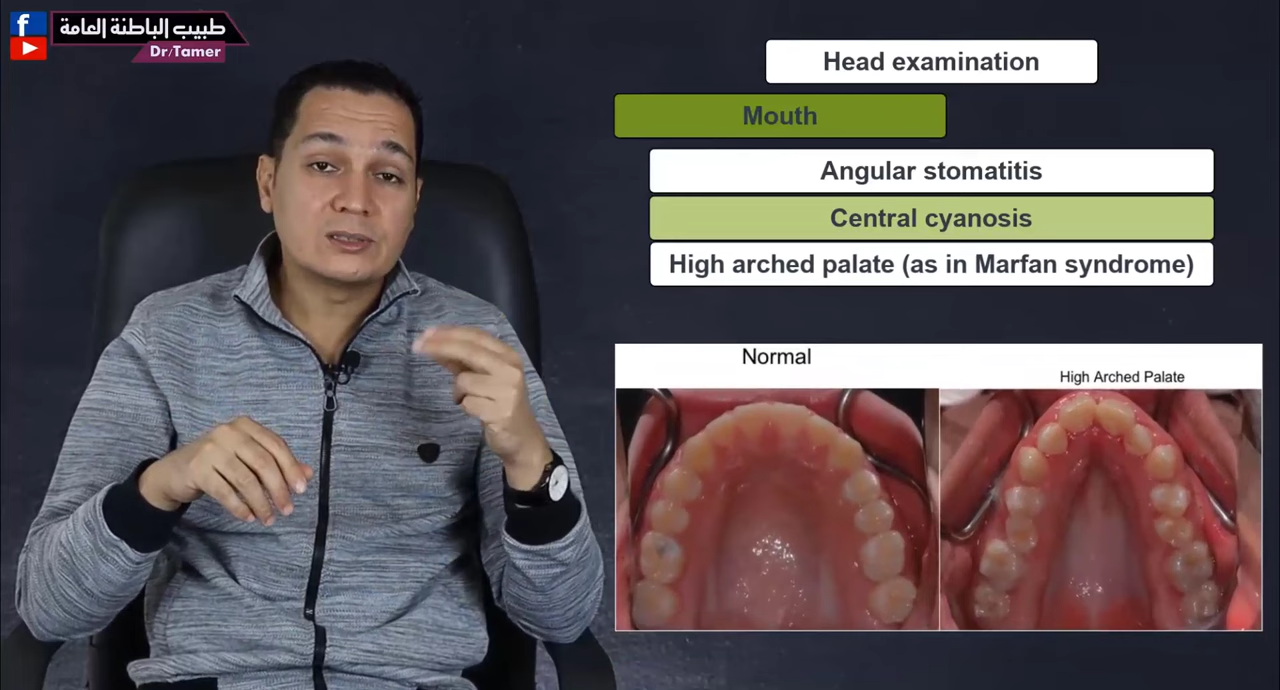 طبيب الباطنة العامة
Dr/Tamer
Head examination
Mouth
Angular stomatitis
Central cyanosis
High arched palate (as in Marfan syndrome)
Normal
High Arched Palate